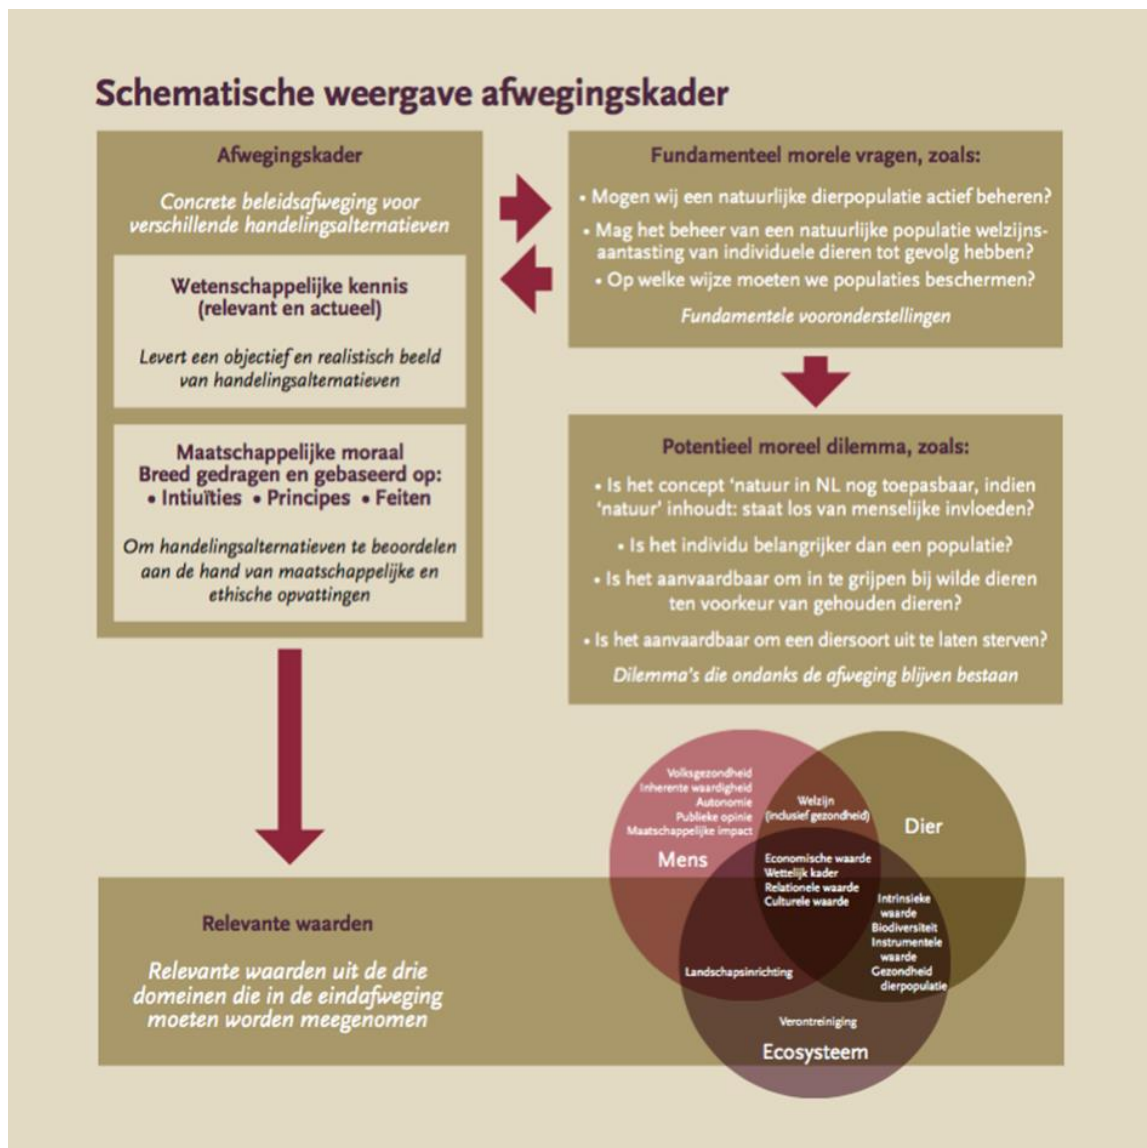 Schematische weergave afwegingskader
Afwegingskader
Concrete beleidsafweging voor
verschillende handelingsalternatieven
Wetenschappelijke kennis
(relevant en actueel)
Levert een objectief en realistisch beeld
van handelingsalternatieven
Maatschappelijke moraal
Breed gedragen en gebaseerd op:
• Intiuïties • Principes • Feiten
Om handelingsalternatieven te beoordelen
aan de hand van maatschappelijke en
ethische opvattingen
Fundamenteel morele vragen, zoals:
• Mogen wij een natuurlijke dierpopulatie actief beheren?
• Mag het beheer van een natuurlijke populatie welzijns-
aantasting van individuele dieren tot gevolg hebben?
• Op welke wijze moeten we populaties beschermen?
Fundamentele vooronderstellingen
Potentieel moreel dilemma, zoals:
• Is het concept ‘natuur in NL nog toepasbaar, indien
‘natuur’ inhoudt: staat los van menselijke invloeden?
• Is het individu belangrijker dan een populatie?
• Is het aanvaardbaar om in te grijpen bij wilde dieren
ten voorkeur van gehouden dieren?
• Is het aanvaardbaar om een diersoort uit te laten sterven?
Dilemma’s die ondanks de afweging blijven bestaan
Relevante waarden
Relevante waarden uit de drie
domeinen die in de eindafweging
moeten worden meegenomen
Volksgezondheid
Inherente waardigheid
Autonomie
Publieke opinie
Maatschappelijke impact
Mens
Welzijn
(inclusief gezondheid)
Dier
Economische waarde
Wettelijk kader
Relationele waarde
Culturele waarde
Intrinsieke
waarde
Biodiversiteit
Instrumentele
waarde
Gezondheid
dierpopulatie
Landschapsinrichting
Verontreiniging
Ecosysteem